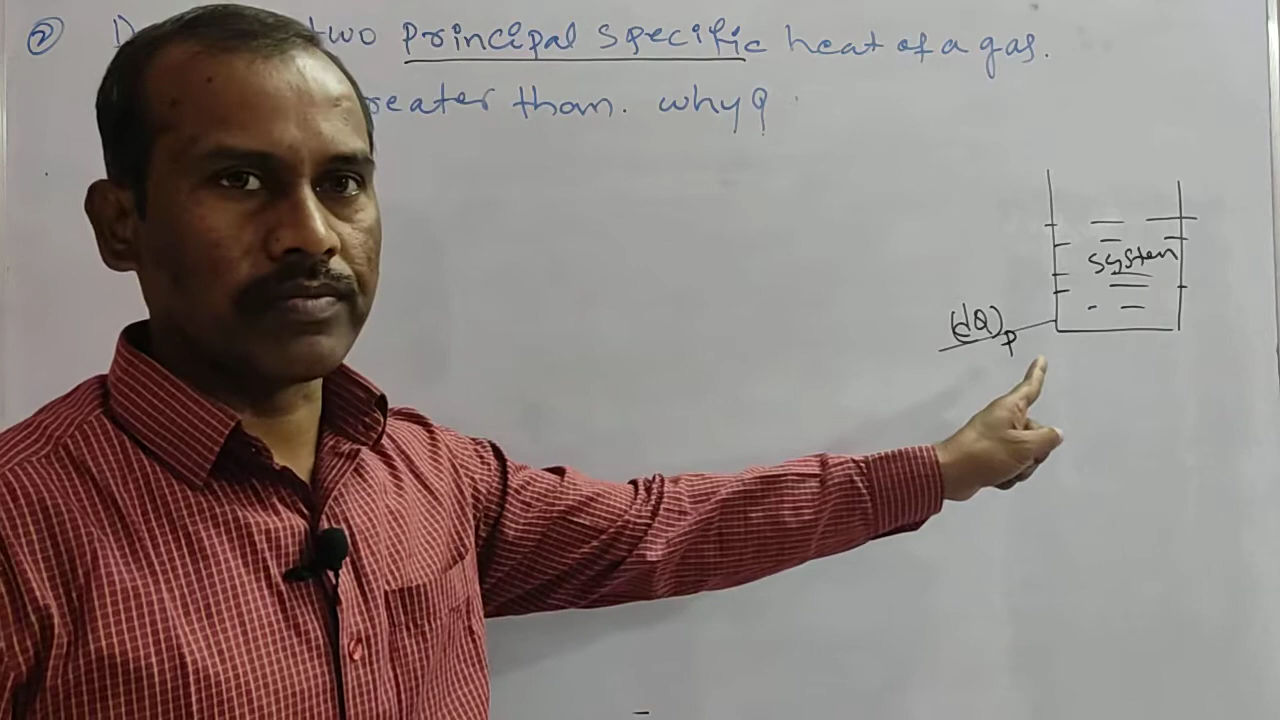 ② two principal specific heat of a gas.
reater than. why?
system
(dQ)p